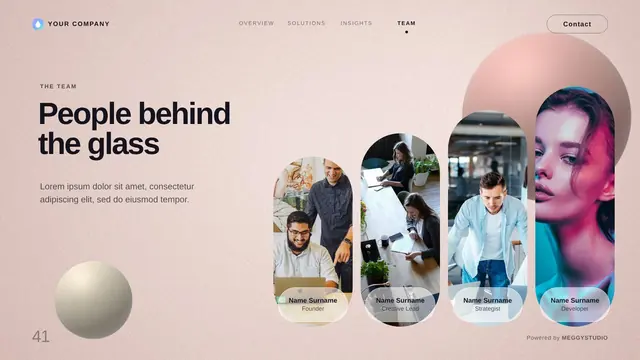 YOUR COMPANY
OVERVIEW SOLUTIONS INSIGHTS TEAM
Contact
THE TEAM
People behind
the glass
Lorem ipsum dolor sit amet, consectetur
adipiscing elit, sed do eiusmod tempor.
Name Surname
Founder
Name Surname
Creative Lead
Name Surname
Strategist
Name Surname
Developer
41
Powered by MEGGYSTUDIO